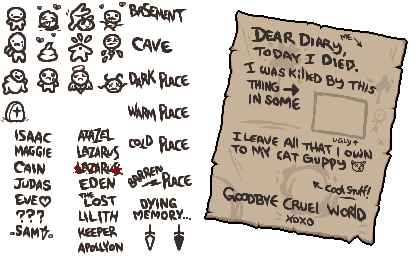 BASEMENT
CAVE
DARK PLACE
WARM PLACE
COLD PLACE
BARREN PLACE
DYING MEMORY...
ISAAC
MAGGIE
CAIN
JUDAS
EVE♡
???
SAMS
AZAZEL
LAZARUS
LAZARUS
EDEN
THE LOST
LILITH
KEEPER
APOLLYON
DEAR DIARY,
ME
TODAY I DIED.
I WAS KILLED BY THIS
THING →
IN SOME
UGLY↑
I LEAVE ALL THAT I OWN
TO MY CAT GUPPY
COOL STUFF!
GOODBYE CRUEL WORLD
XOXO